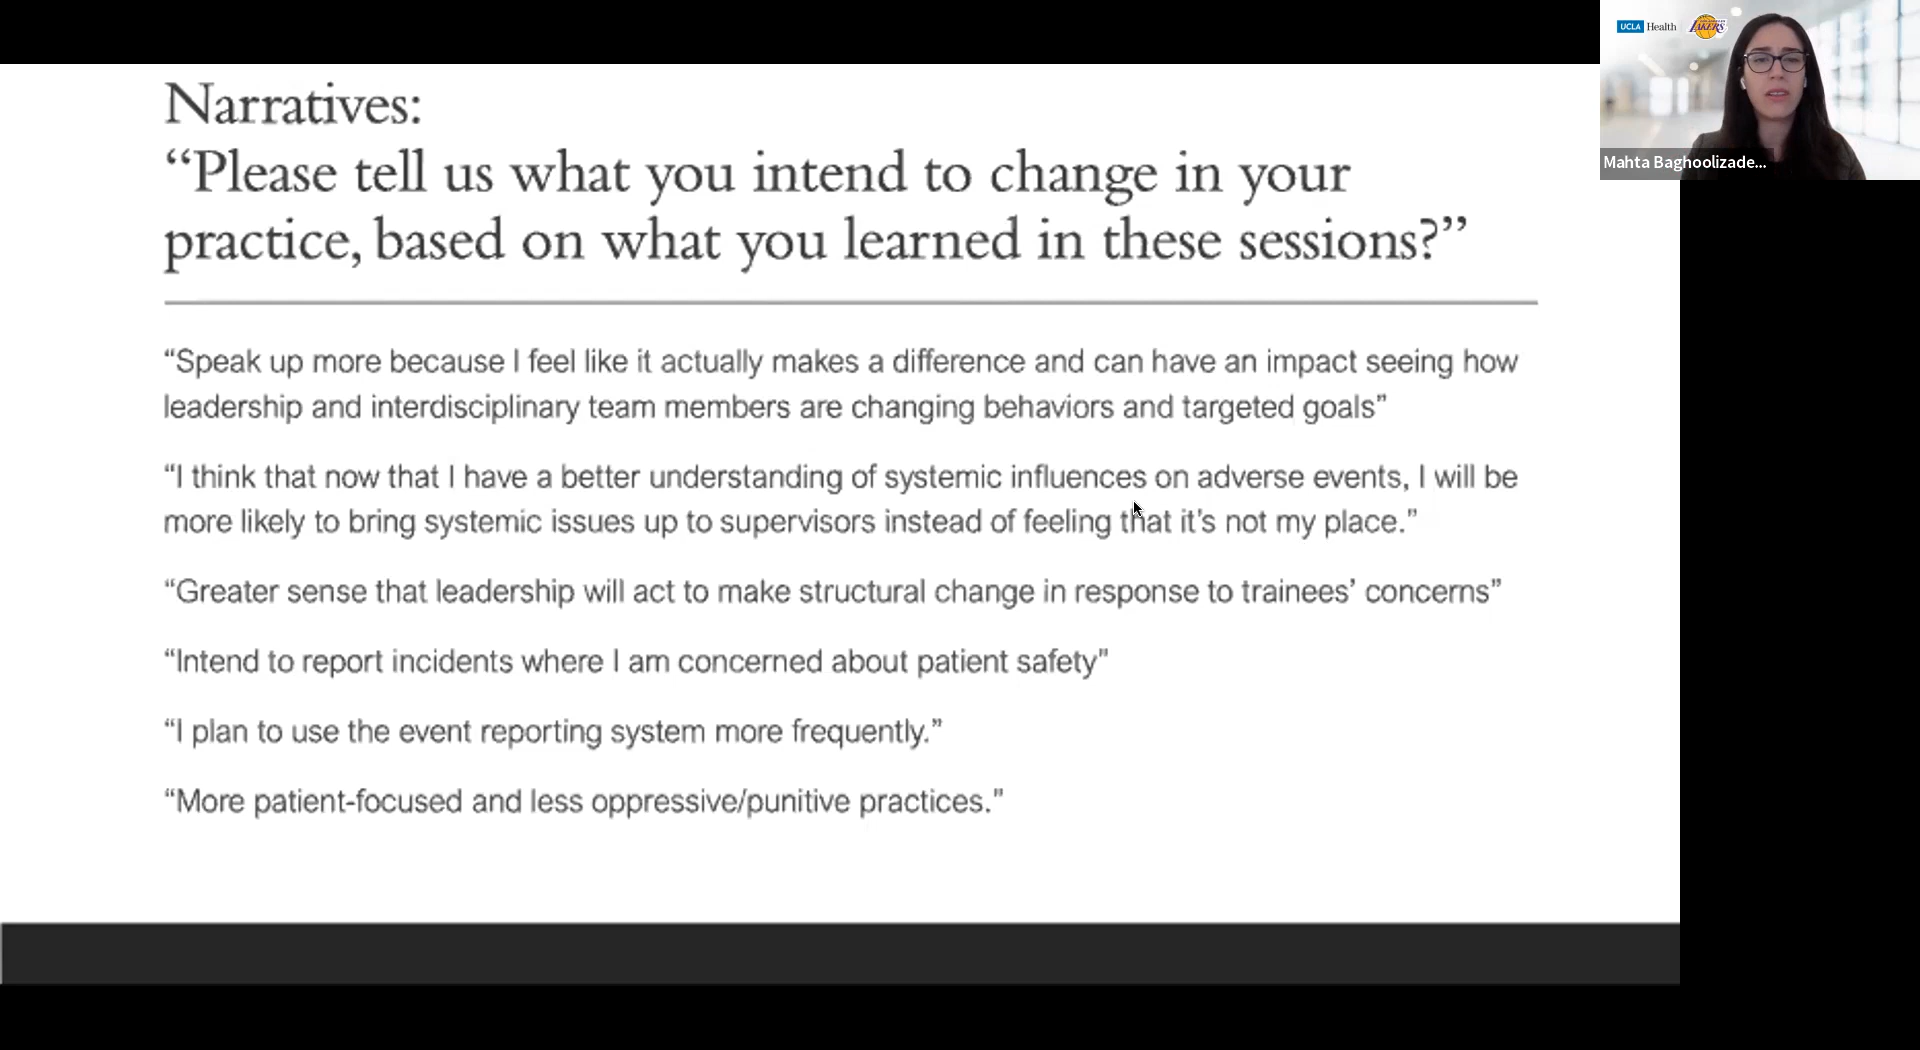 UCLA Health LAKERS
Narratives:
“Please tell us what you intend to change in your
practice, based on what you learned in these sessions?”
Mahta Baghoolizade...
“Speak up more because I feel like it actually makes a difference and can have an impact seeing how
leadership and interdisciplinary team members are changing behaviors and targeted goals”
“I think that now that I have a better understanding of systemic influences on adverse events, I will be
more likely to bring systemic issues up to supervisors instead of feeling that it’s not my place.”
“Greater sense that leadership will act to make structural change in response to trainees’ concerns”
“Intend to report incidents where I am concerned about patient safety”
“I plan to use the event reporting system more frequently.”
“More patient-focused and less oppressive/punitive practices.”